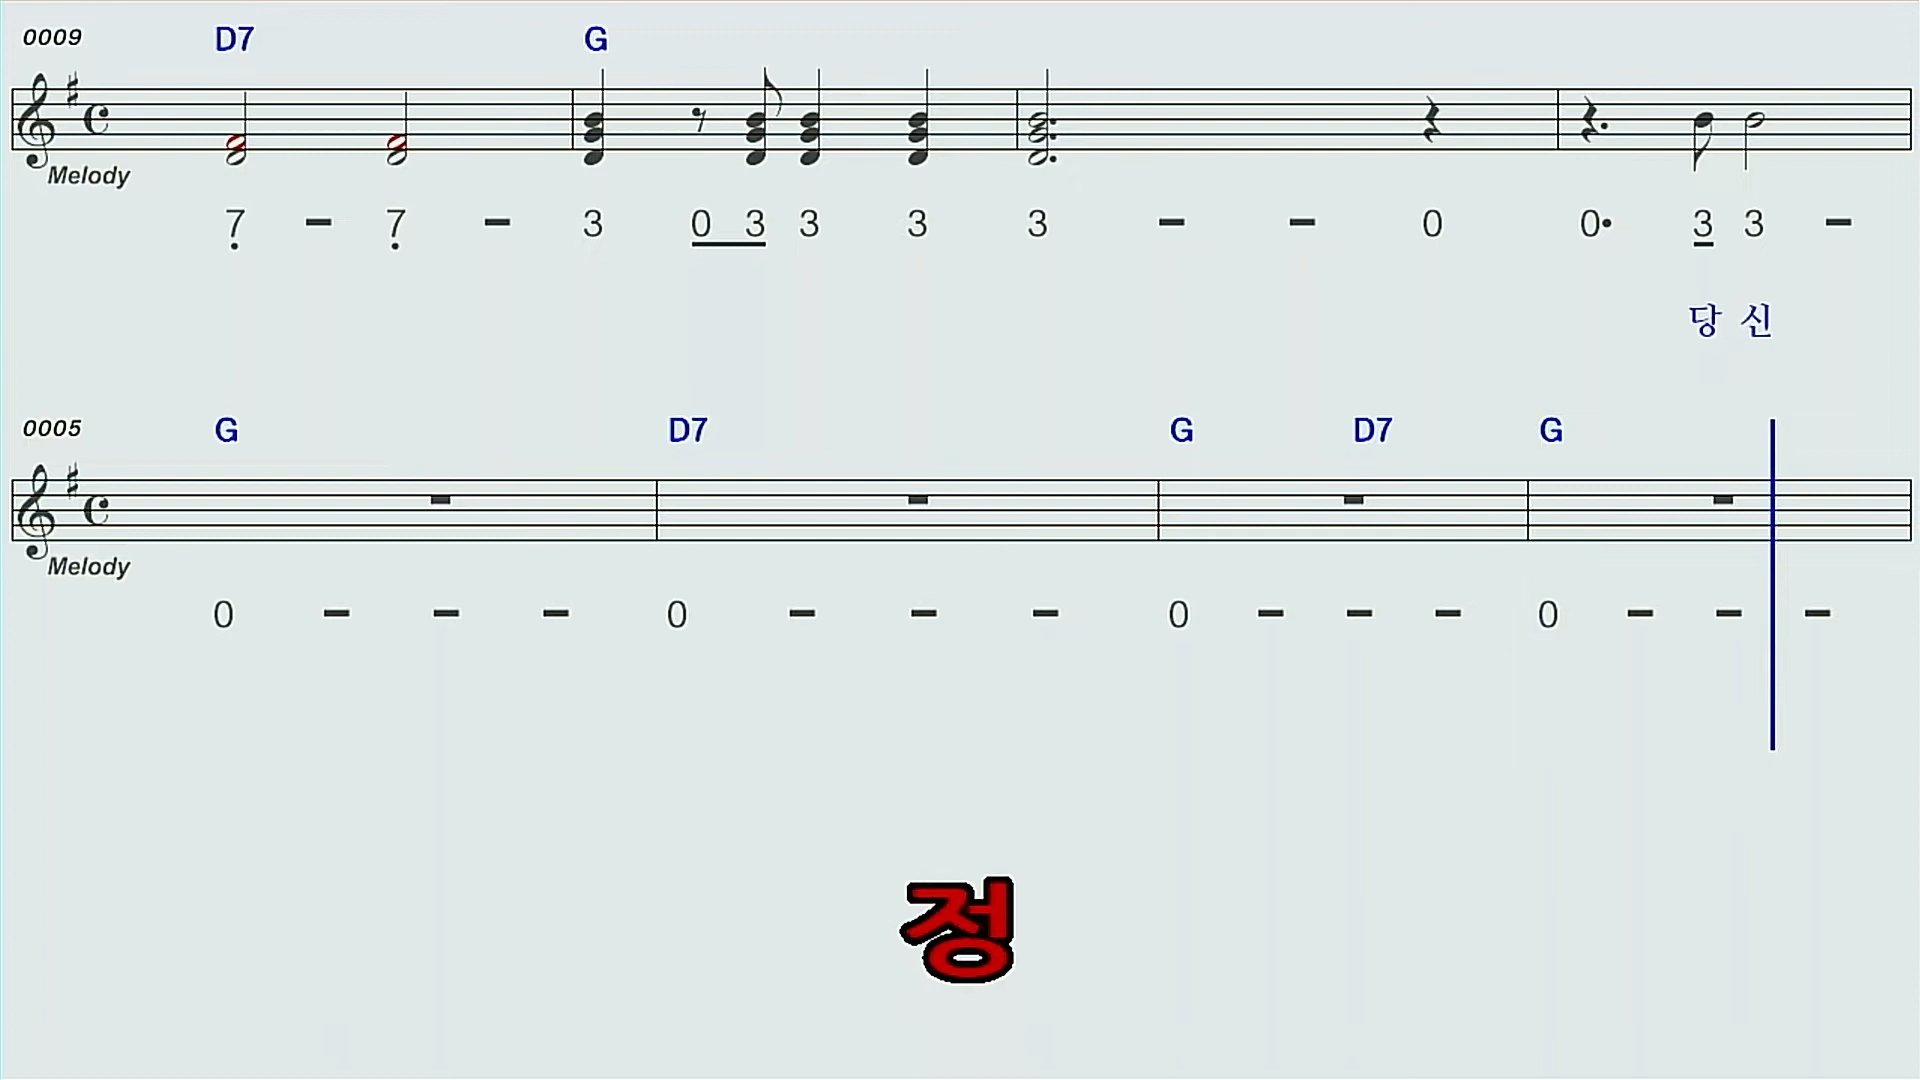 0009 D7 G
Melody
7 - 7 - 3 0 3 3 3 3 - - 0 0• 3 3 -
당 신
0005 G D7 G D7 G
Melody
0 - - - 0 - - - 0 - - - 0 - - -
정